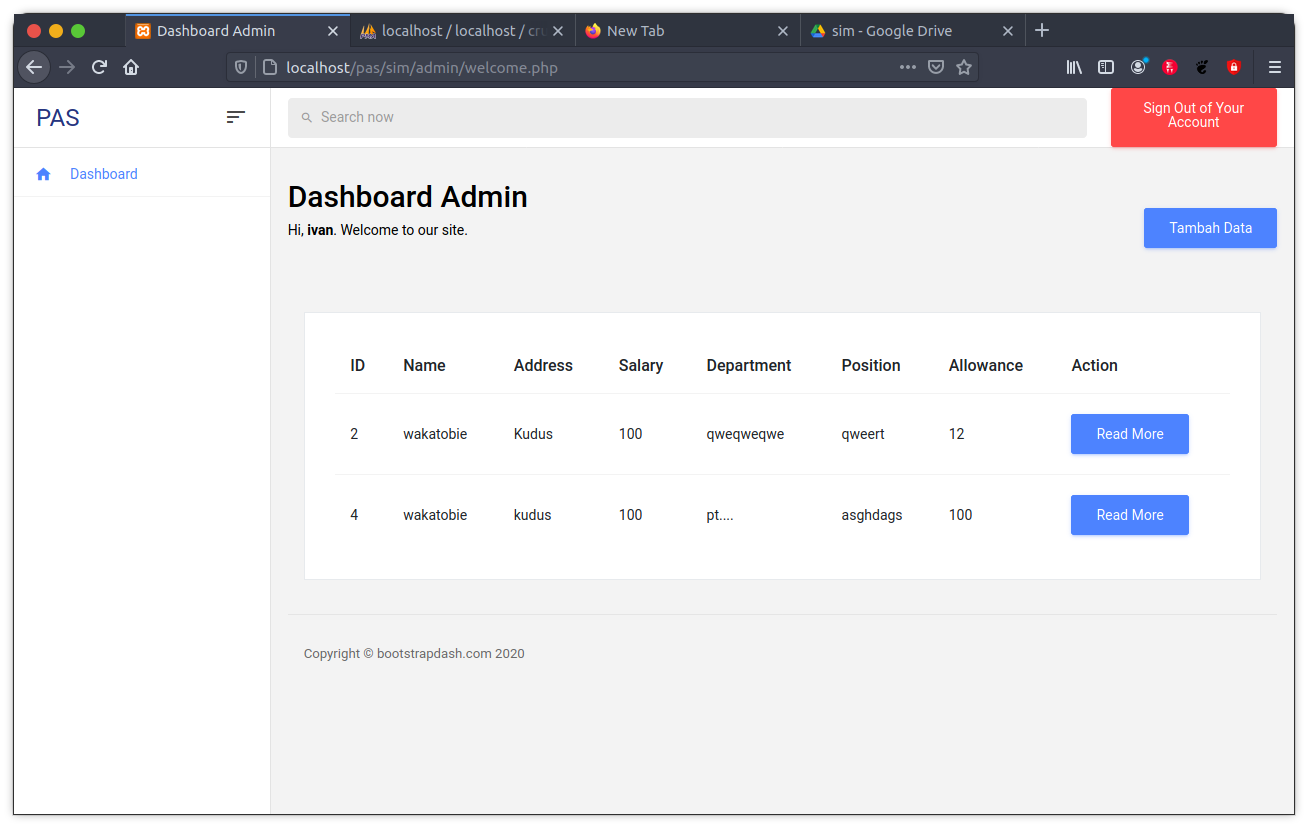 Dashboard Admin
localhost / localhost / cru
New Tab
sim - Google Drive
localhost/pas/sim/admin/welcome.php
PAS
Search now
Sign Out of Your
Account
Dashboard
Dashboard Admin
Hi, ivan. Welcome to our site.
Tambah Data
ID Name Address Salary Department Position Allowance Action
2 wakatobie Kudus 100 qweqweqwe qweert 12 Read More
4 wakatobie kudus 100 pt.... asghdags 100 Read More
Copyright © bootstrapdash.com 2020